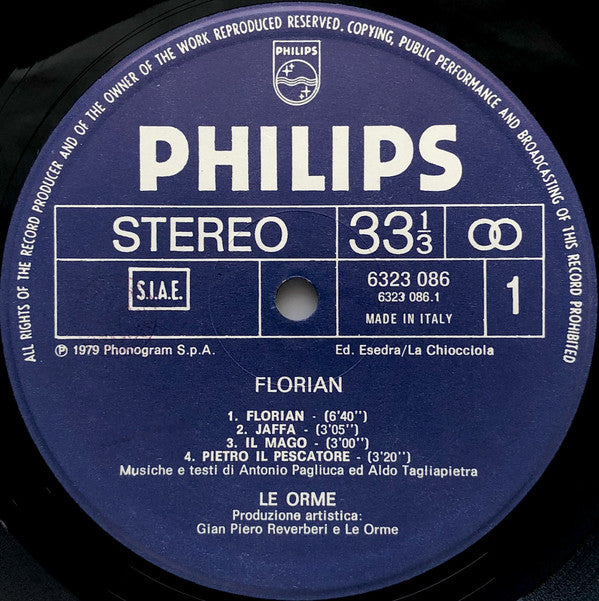 ALL RIGHTS OF THE RECORD PRODUCER AND OF THE OWNER OF THE WORK REPRODUCED RESERVED. COPYING, PUBLIC PERFORMANCE AND BROADCASTING OF THIS RECORD PROHIBITED
PHILIPS
PHILIPS
STEREO 33 1/3
S.I.A.E. 6323 086 1
6323 086.1
MADE IN ITALY
℗ 1979 Phonogram S.p.A. Ed. Esedra/La Chiocciola
FLORIAN
1. FLORIAN - (6'40'')
2. JAFFA - (3'05'')
3. IL MAGO - (3'00'')
4. PIETRO IL PESCATORE - (3'20'')
Musiche e testi di Antonio Pagliuca ed Aldo Tagliapietra
LE ORME
Produzione artistica:
Gian Piero Reverberi e Le Orme